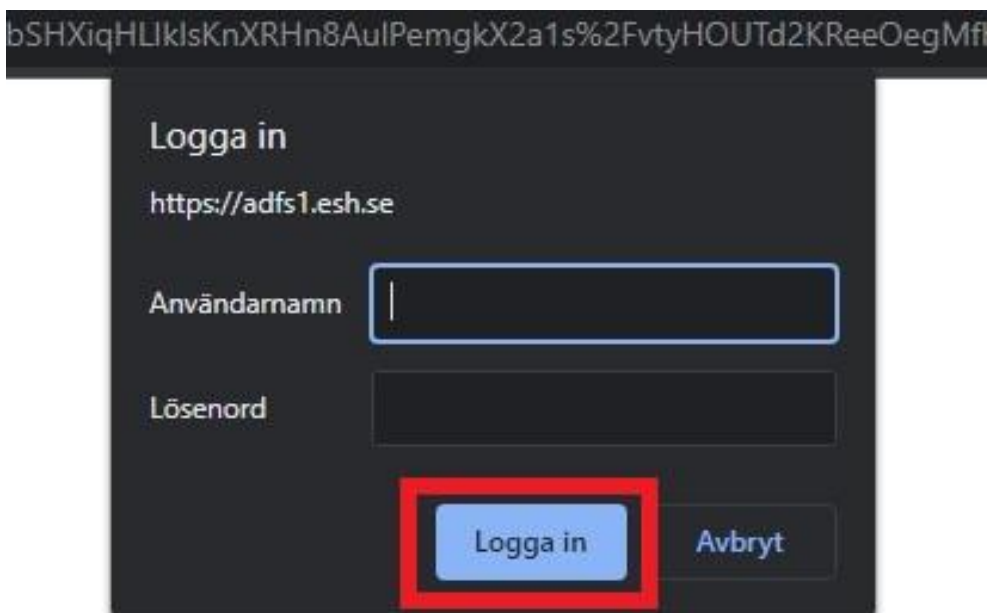 bSHXiqHLlklsKnXRHn8AulPemgkX2a1s%2FvtyHOUTd2KReeOegMf
Logga in
https://adfs1.esh.se
Användarnamn
Lösenord
Logga in Avbryt